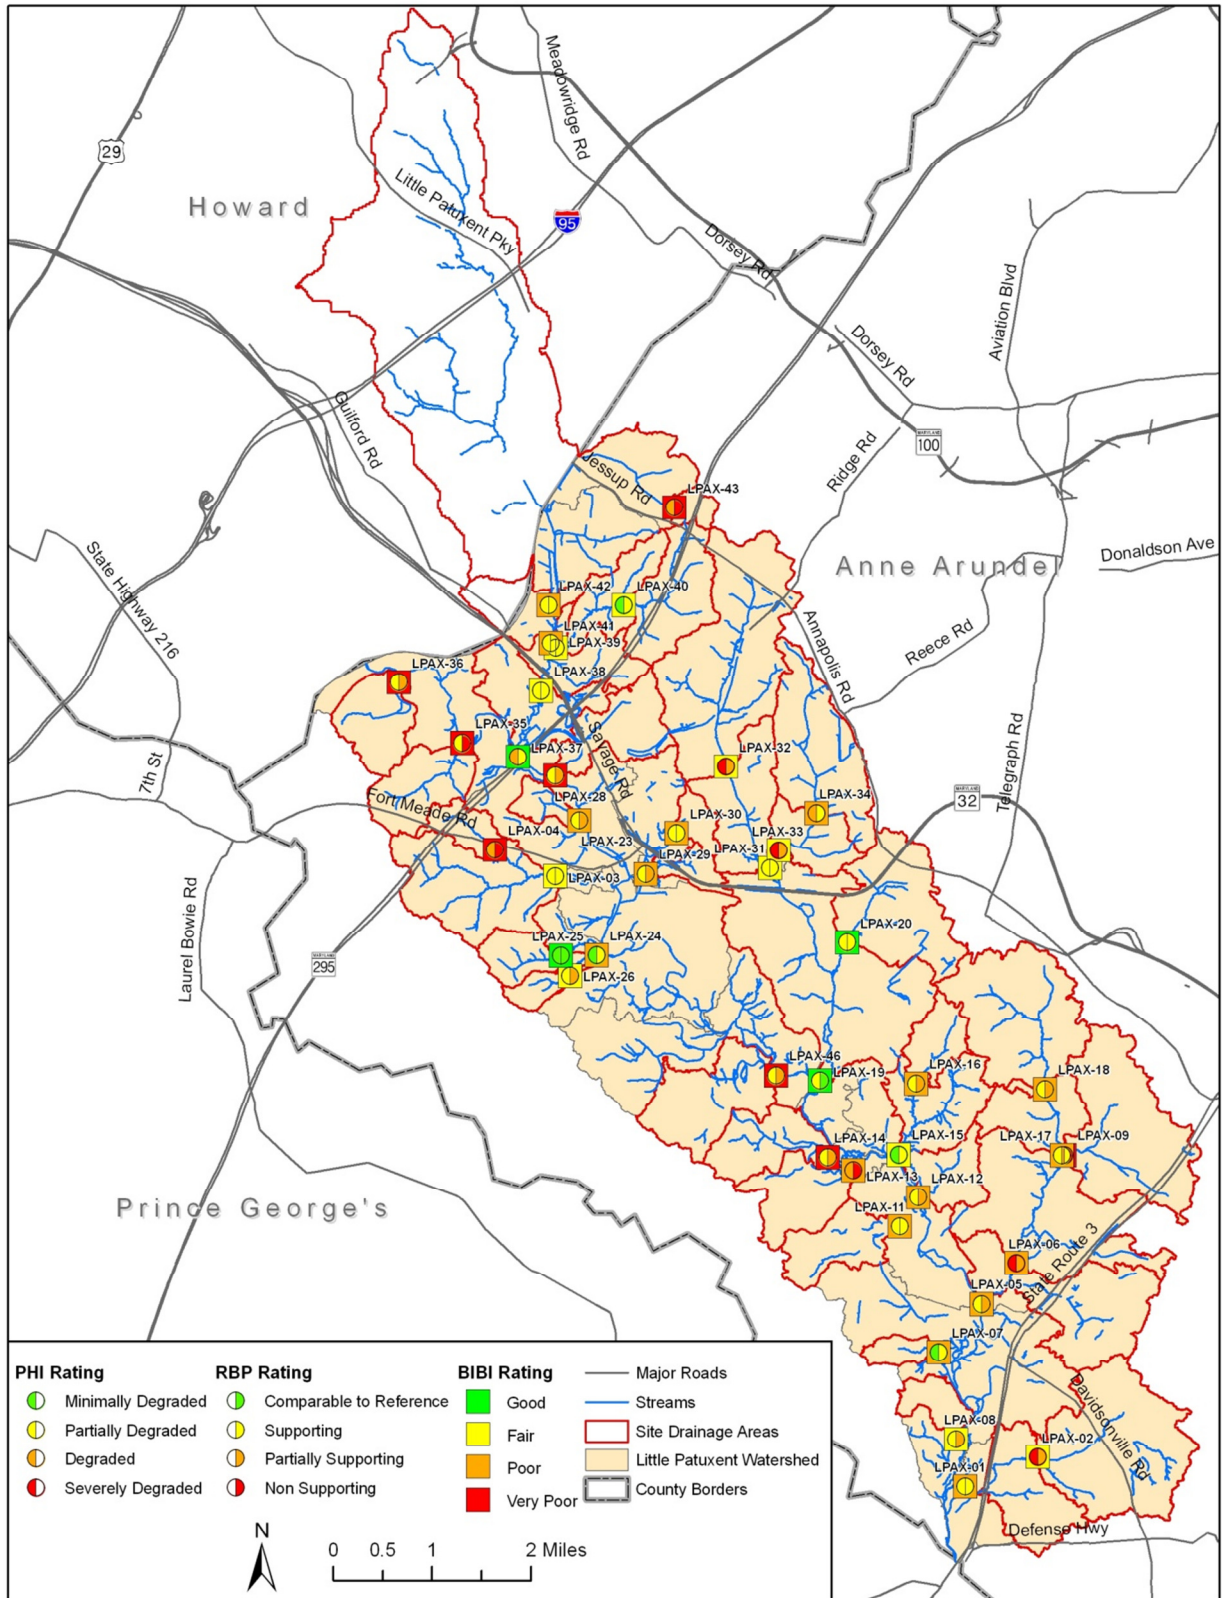 Meadowridge Rd
29
Howard
Little Patuxent Pky
95
Dorsey Rd
Aviation Blvd
Dorsey Rd
Guilford Rd
MARYLAND
100
Ridge Rd
Jessup Rd
LPAX-43
State Highway 216
Anne Arundel
Donaldson Ave
LPAX-42
LPAX-40
LPAX-41
LPAX-39
Annapolis Rd
Reece Rd
LPAX-36
LPAX-38
LPAX-35
LPAX-37
Savage Rd
LPAX-32
7th St
Telegraph Rd
MARYLAND
32
Fort Meade Rd
LPAX-28
LPAX-34
LPAX-04
LPAX-23
LPAX-30
LPAX-33
LPAX-29
LPAX-31
LPAX-03
Laurel Bowie Rd
LPAX-20
LPAX-25
LPAX-24
MARYLAND
295
LPAX-26
LPAX-46
LPAX-19
LPAX-16
LPAX-18
LPAX-14
LPAX-15
LPAX-17
LPAX-09
LPAX-13
LPAX-12
Prince George's
LPAX-11
LPAX-06
State Route 3
LPAX-05
LPAX-07
Davidsonville Rd
LPAX-08
LPAX-02
LPAX-01
Defense Hwy
PHI Rating
Minimally Degraded
Partially Degraded
Degraded
Severely Degraded
RBP Rating
Comparable to Reference
Supporting
Partially Supporting
Non Supporting
BIBI Rating
Good
Fair
Poor
Very Poor
Major Roads
Streams
Site Drainage Areas
Little Patuxent Watershed
County Borders
N
0 0.5 1 2 Miles